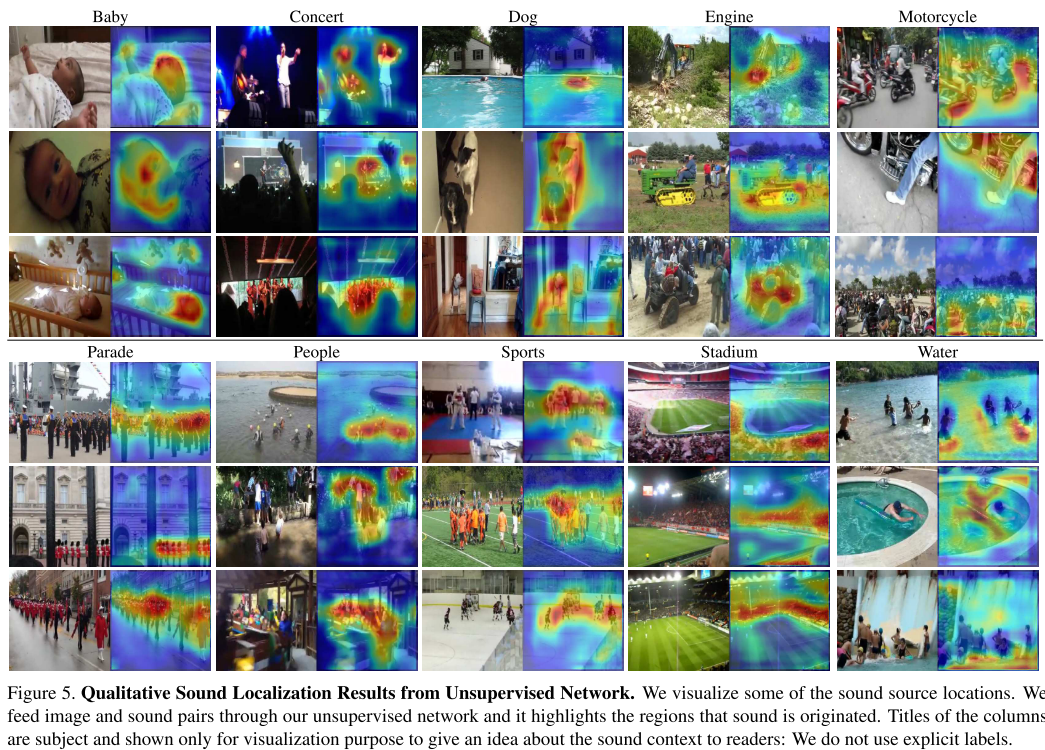 Baby Concert Dog Engine Motorcycle
Parade People Sports Stadium Water
Figure 5. Qualitative Sound Localization Results from Unsupervised Network. We visualize some of the sound source locations. We
feed image and sound pairs through our unsupervised network and it highlights the regions that sound is originated. Titles of the columns
are subject and shown only for visualization purpose to give an idea about the sound context to readers: We do not use explicit labels.